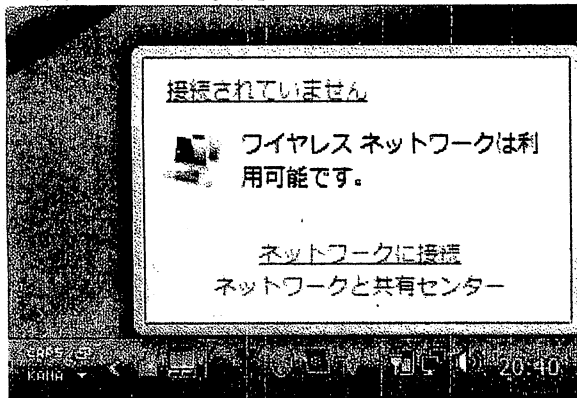 接続されていません
ワイヤレス ネットワークは利
用可能です。
ネットワークに接続
ネットワークと共有センター
CAPS
KANA
20:40